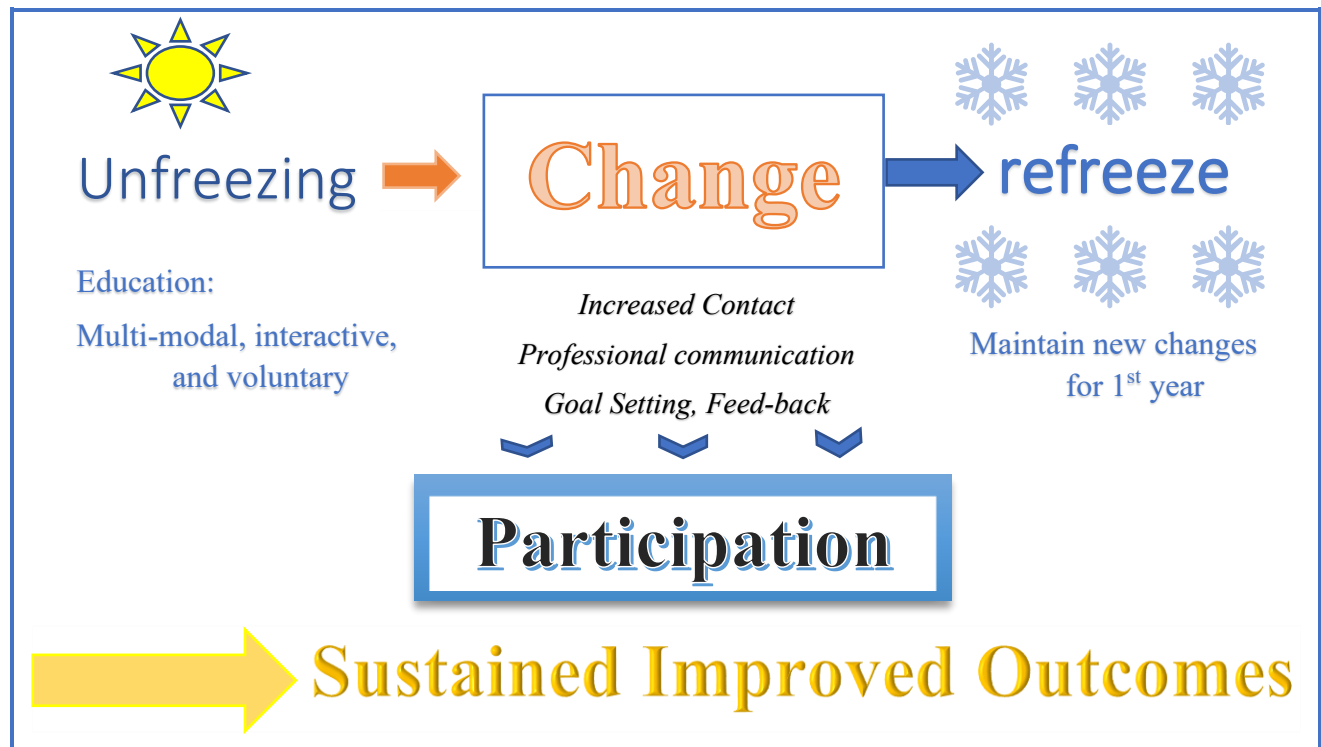 Unfreezing
Change
refreeze
Education:
Multi-modal, interactive,
and voluntary
Increased Contact
Professional communication
Goal Setting, Feed-back
Maintain new changes
for 1st year
Participation
Sustained Improved Outcomes